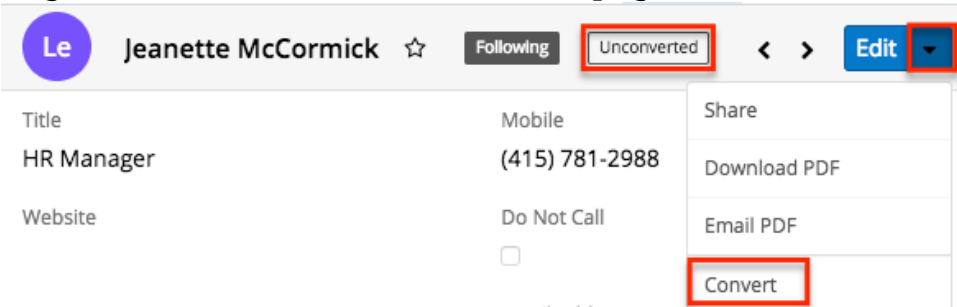 Le Jeanette McCormick ☆ Following Unconverted < > Edit
Title Mobile Share
HR Manager (415) 781-2988 Download PDF
Website Do Not Call Email PDF
Convert